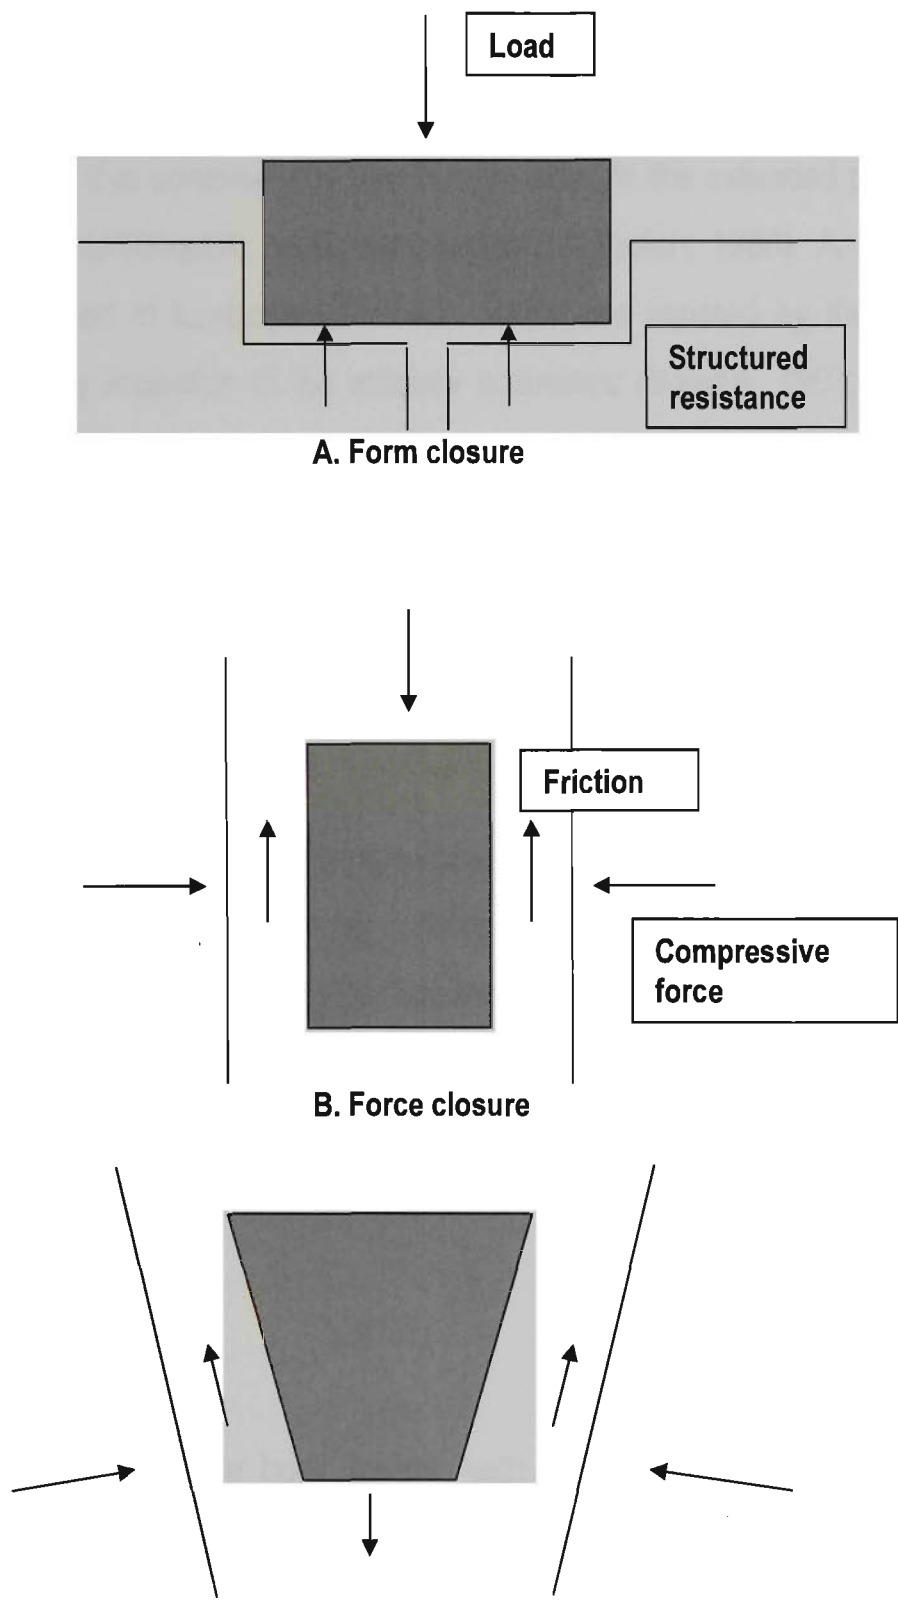 Load
Structured
resistance
A. Form closure
Friction
Compressive
force
B. Force closure